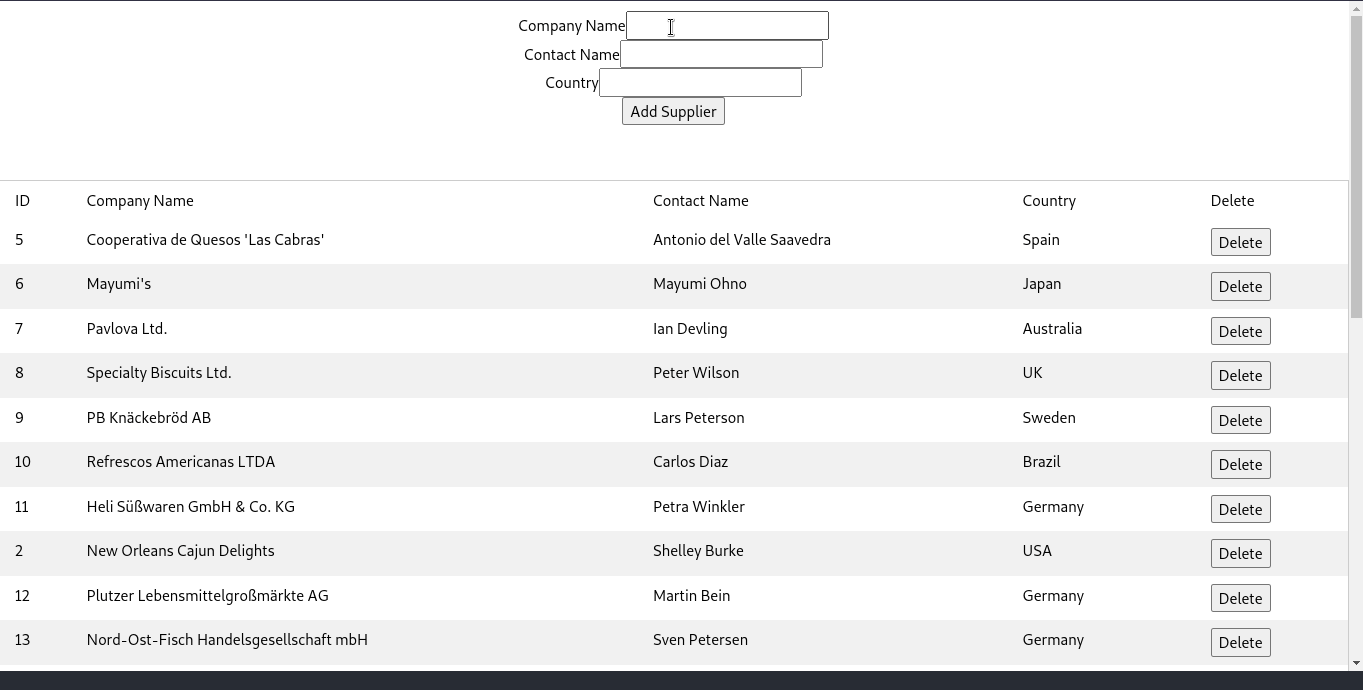 Company Name
Contact Name
Country
Add Supplier
ID Company Name Contact Name Country Delete
5 Cooperativa de Quesos 'Las Cabras' Antonio del Valle Saavedra Spain Delete
6 Mayumi's Mayumi Ohno Japan Delete
7 Pavlova Ltd. Ian Devling Australia Delete
8 Specialty Biscuits Ltd. Peter Wilson UK Delete
9 PB Knäckebröd AB Lars Peterson Sweden Delete
10 Refrescos Americanas LTDA Carlos Diaz Brazil Delete
11 Heli Süßwaren GmbH & Co. KG Petra Winkler Germany Delete
2 New Orleans Cajun Delights Shelley Burke USA Delete
12 Plutzer Lebensmittelgroßmärkte AG Martin Bein Germany Delete
13 Nord-Ost-Fisch Handelsgesellschaft mbH Sven Petersen Germany Delete